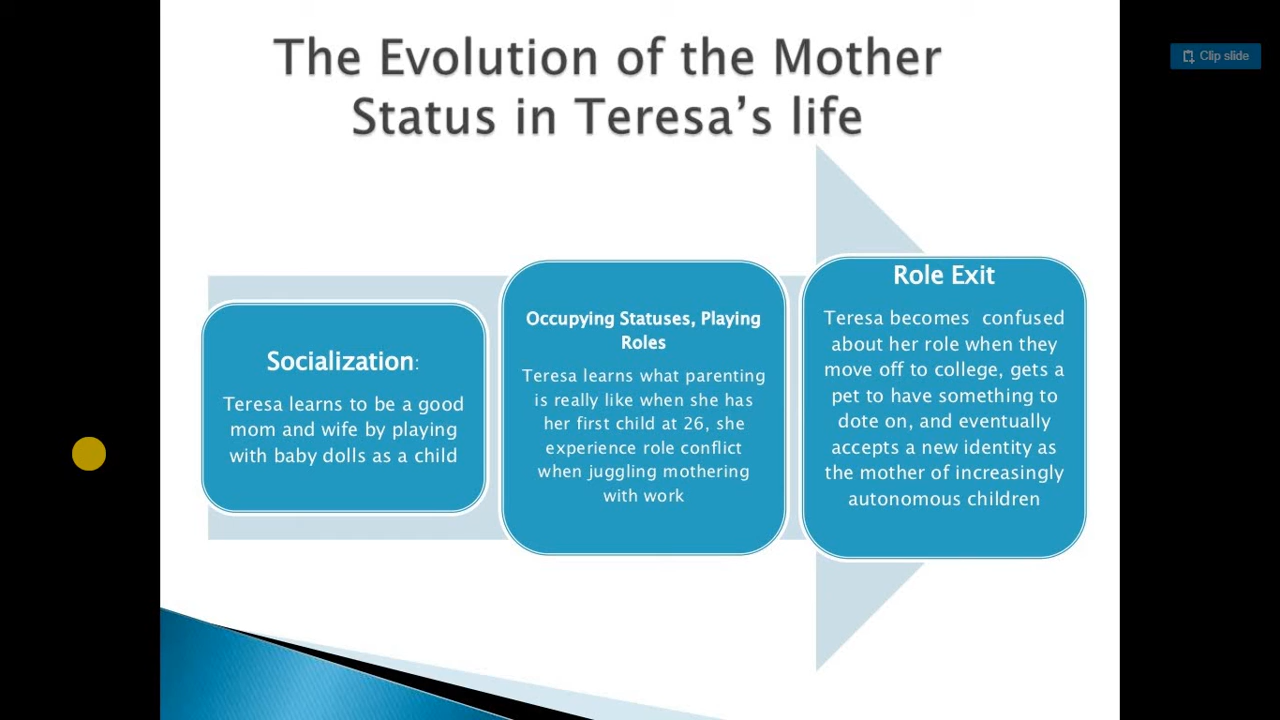 The Evolution of the Mother
Status in Teresa's life
Clip slide
Socialization:
Teresa learns to be a good
mom and wife by playing
with baby dolls as a child
Occupying Statuses, Playing
Roles
Teresa learns what parenting
is really like when she has
her first child at 26, she
experience role conflict
when juggling mothering
with work
Role Exit
Teresa becomes  confused
about her role when they
move off to college, gets a
pet to have something to
dote on, and eventually
accepts a new identity as
the mother of increasingly
autonomous children